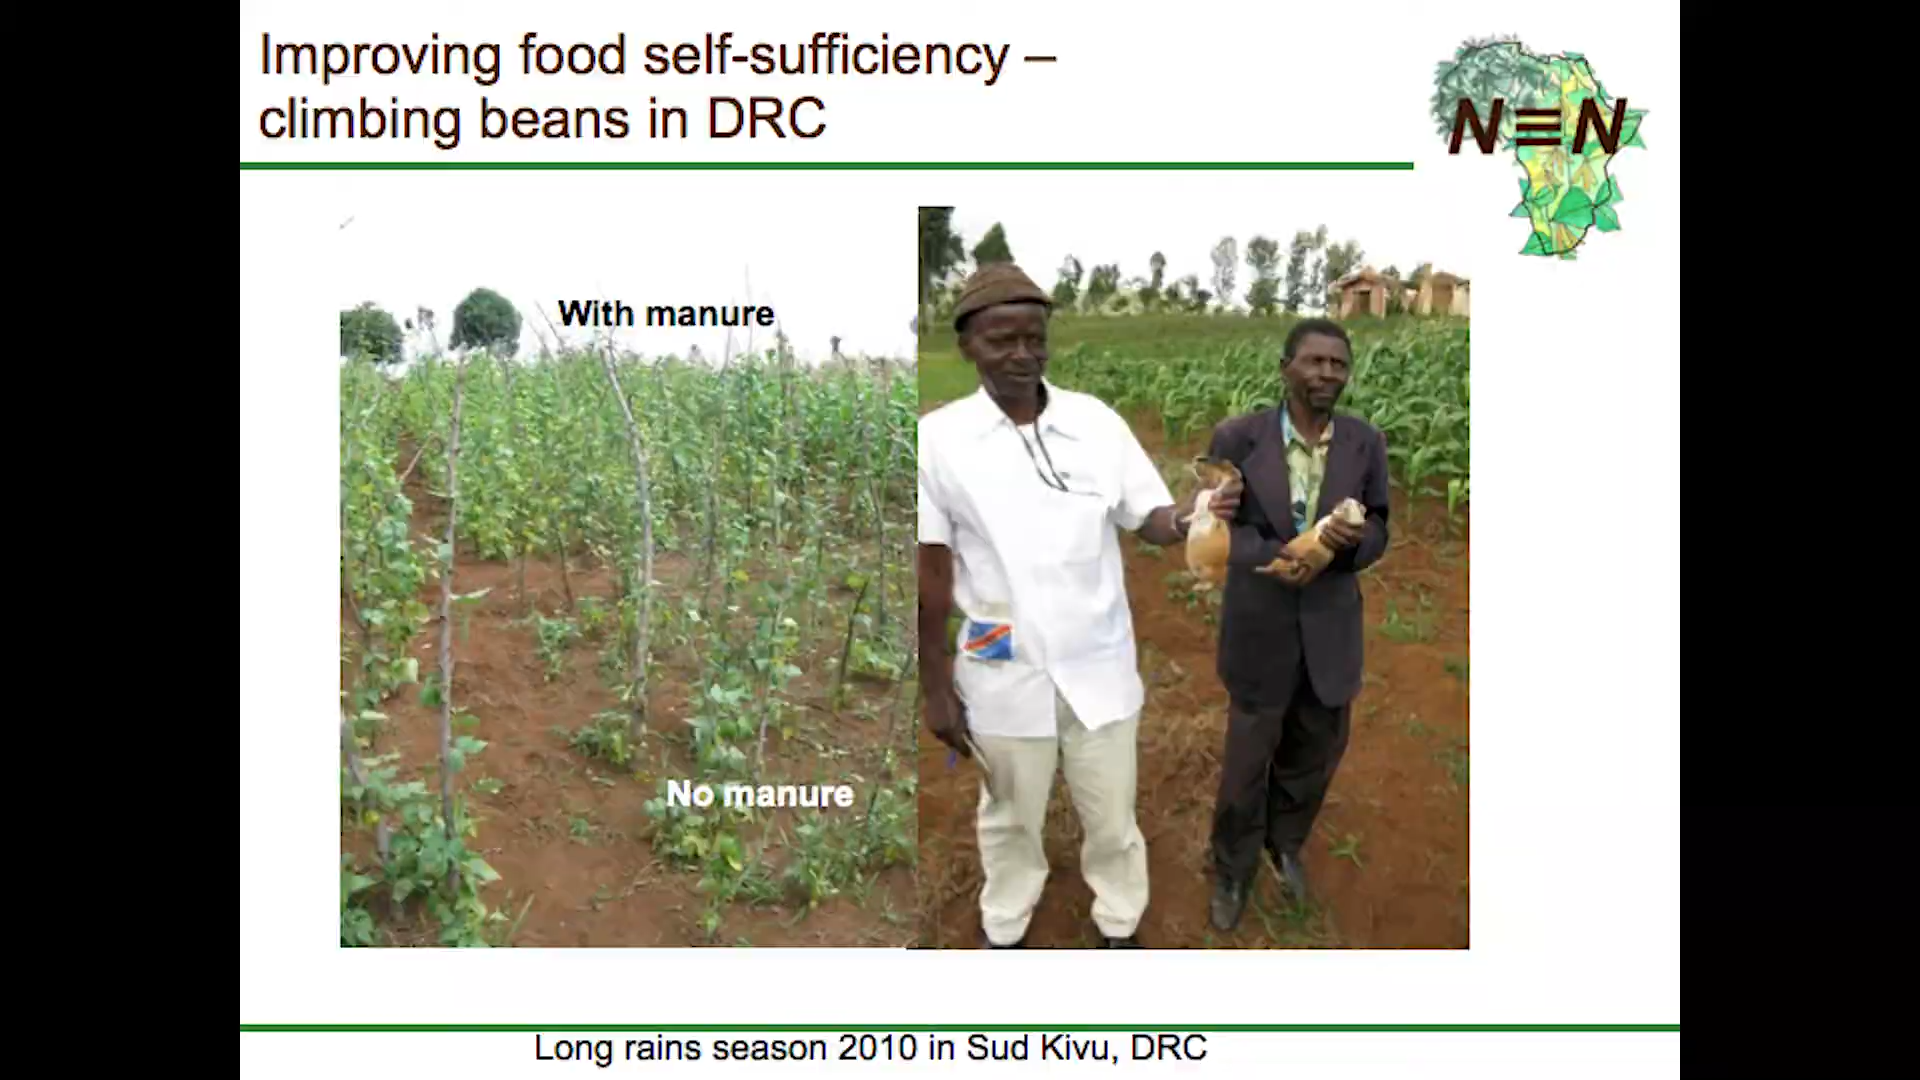 Improving food self-sufficiency –
climbing beans in DRC
N≡N
With manure
No manure
Long rains season 2010 in Sud Kivu, DRC